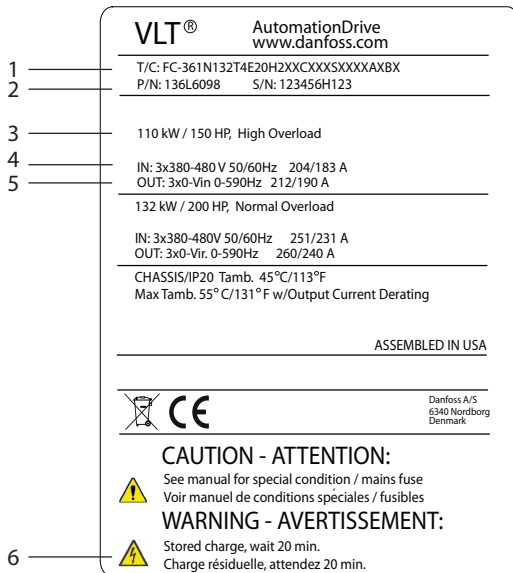 VLT® AutomationDrive
www.danfoss.com
1 T/C: FC-361N132T4E20H2XXCXXXSXXXXAXBX
2 P/N: 136L6098 S/N: 123456H123
3 110 kW / 150 HP, High Overload
4 IN: 3x380-480 V 50/60Hz 204/183 A
5 OUT: 3x0-Vin 0-590Hz 212/190 A
132 kW / 200 HP, Normal Overload
IN: 3x380-480V 50/60Hz 251/231 A
OUT: 3x0-Vir. 0-590Hz 260/240 A
CHASSIS/IP20 Tamb. 45°C/113°F
Max Tamb. 55°C/131°F w/Output Current Derating
ASSEMBLED IN USA
CE
Danfoss A/S
6340 Nordborg
Denmark
CAUTION - ATTENTION:
See manual for special condition / mains fuse
Voir manuel de conditions spéciales / fusibles
WARNING - AVERTISSEMENT:
6 Stored charge, wait 20 min.
Charge résiduelle, attendez 20 min.